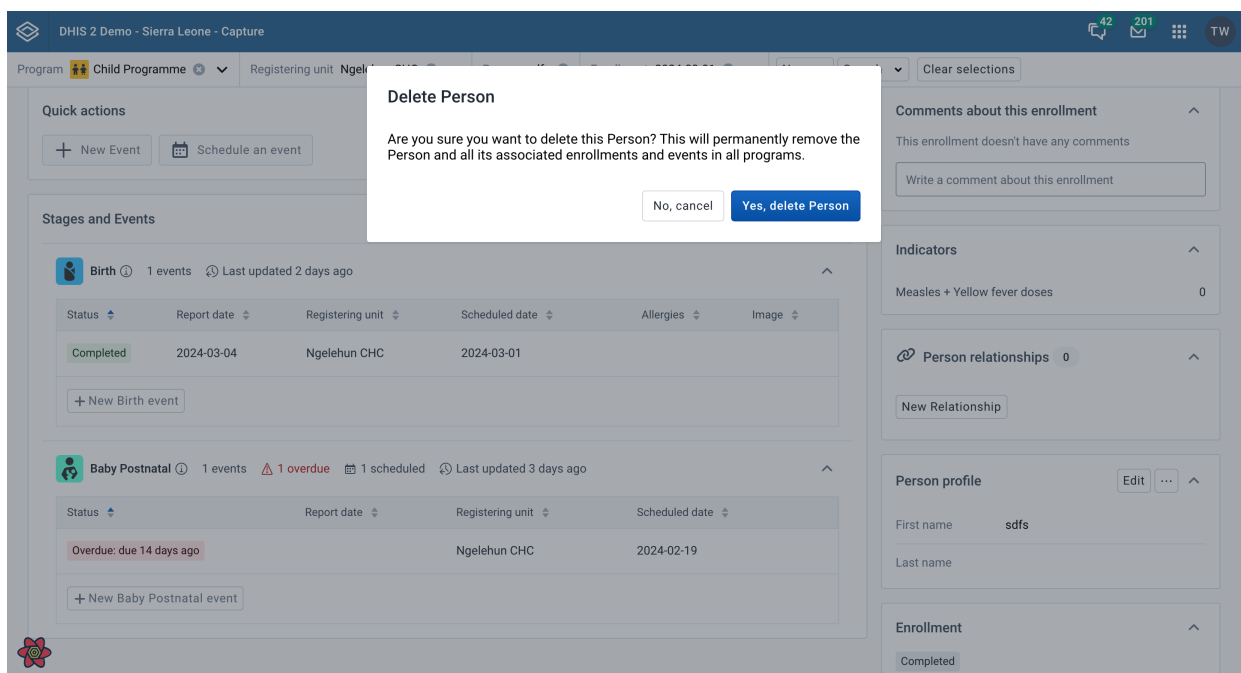 DHIS 2 Demo - Sierra Leone - Capture
42
201
TW
Program Child Programme
Registering unit
Clear selections
Delete Person
Are you sure you want to delete this Person? This will permanently remove the
Person and all its associated enrollments and events in all programs.
No, cancel
Yes, delete Person
Quick actions
New Event
Schedule an event
Stages and Events
Birth 1 events Last updated 2 days ago
Status Report date Registering unit Scheduled date Allergies Image
Completed 2024-03-04 Ngelehun CHC 2024-03-01
New Birth event
Baby Postnatal 1 events 1 overdue 1 scheduled Last updated 3 days ago
Status Report date Registering unit Scheduled date
Overdue: due 14 days ago Ngelehun CHC 2024-02-19
New Baby Postnatal event
Comments about this enrollment
This enrollment doesn't have any comments
Write a comment about this enrollment
Indicators
Measles + Yellow fever doses 0
Person relationships 0
New Relationship
Person profile Edit ...
First name sdfs
Last name
Enrollment
Completed